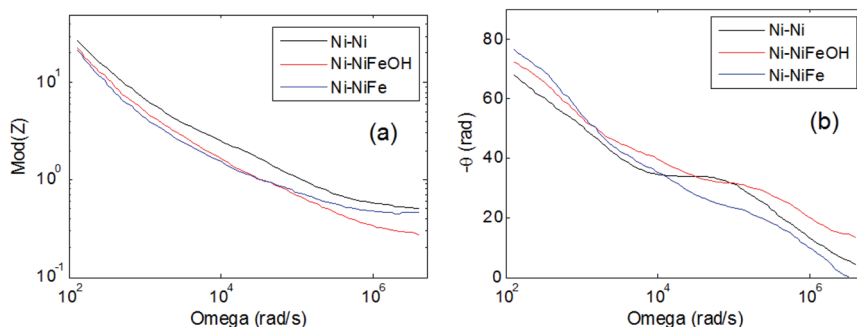 Ni-Ni
Ni-NiFeOH
Ni-NiFe
(a)
Mod(Z)
10^1
10^0
10^-1
10^2
10^4
10^6
Omega (rad/s)
Ni-Ni
Ni-NiFeOH
Ni-NiFe
(b)
-θ (rad)
80
60
40
20
0
10^2
10^4
10^6
Omega (rad/s)